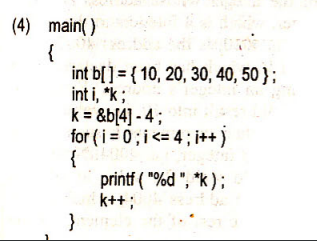 (4) main( )
{
int b[ ] = { 10, 20, 30, 40, 50 } ;
int i, *k ;
k = &b[4] - 4 ;
for ( i = 0 ; i <= 4 ; i++ )
{
printf ( "%d ", *k ) ;
k++ ;
}
}